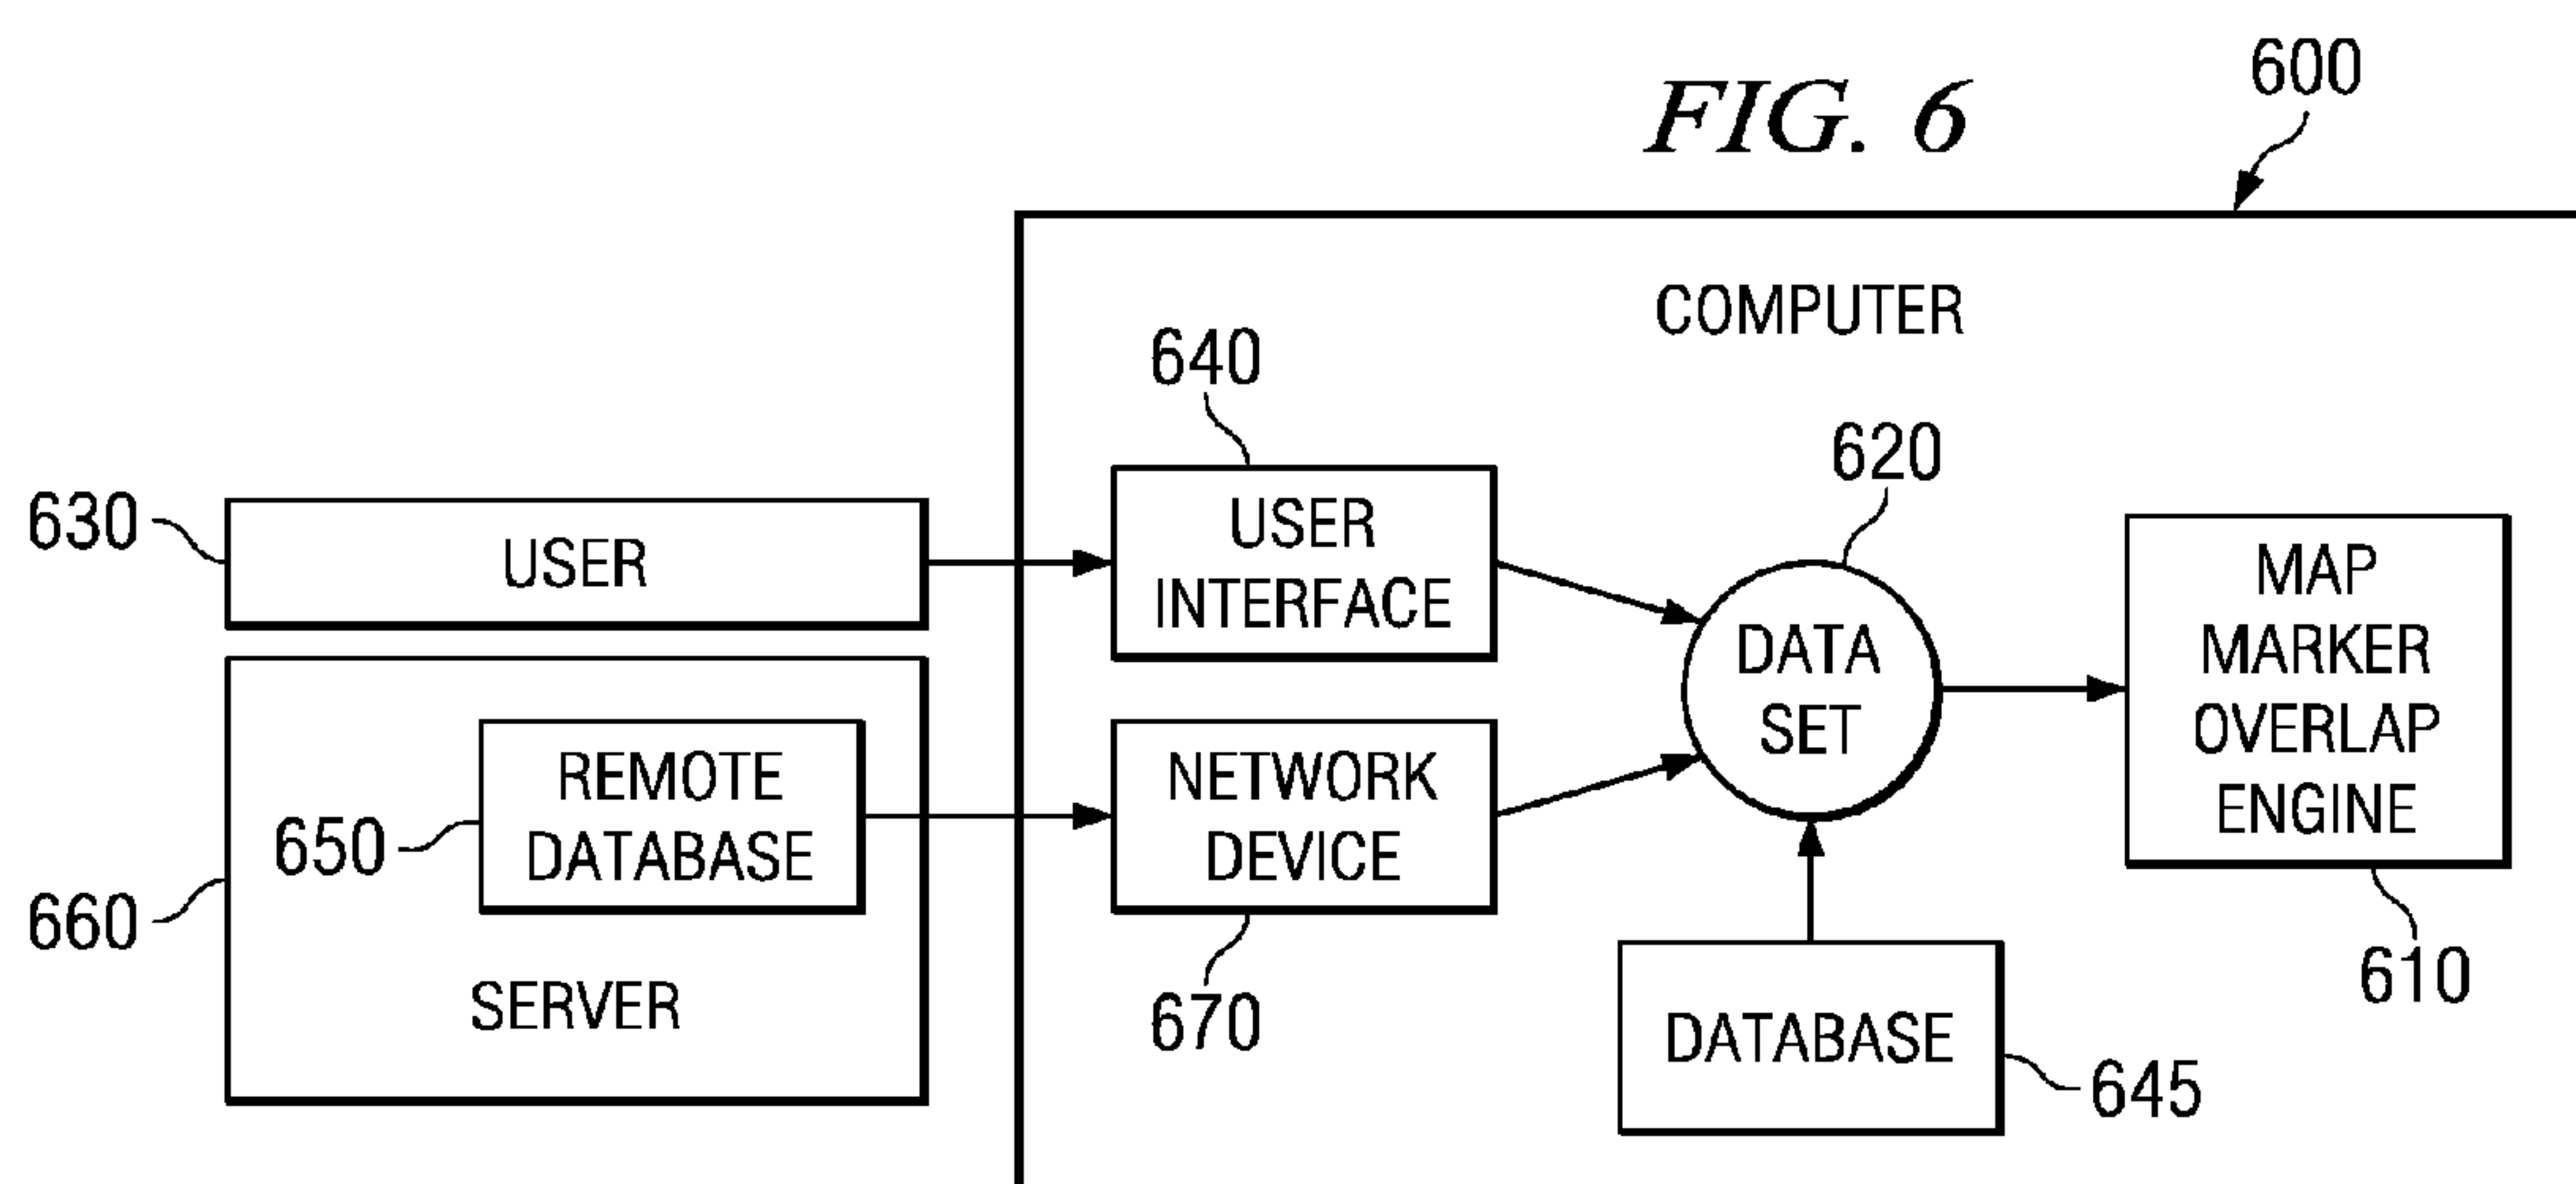 FIG. 6
600
COMPUTER
640
USER
INTERFACE
620
DATA
SET
MAP
MARKER
OVERLAP
ENGINE
610
630
USER
REMOTE
DATABASE
650
660
SERVER
NETWORK
DEVICE
670
DATABASE
645